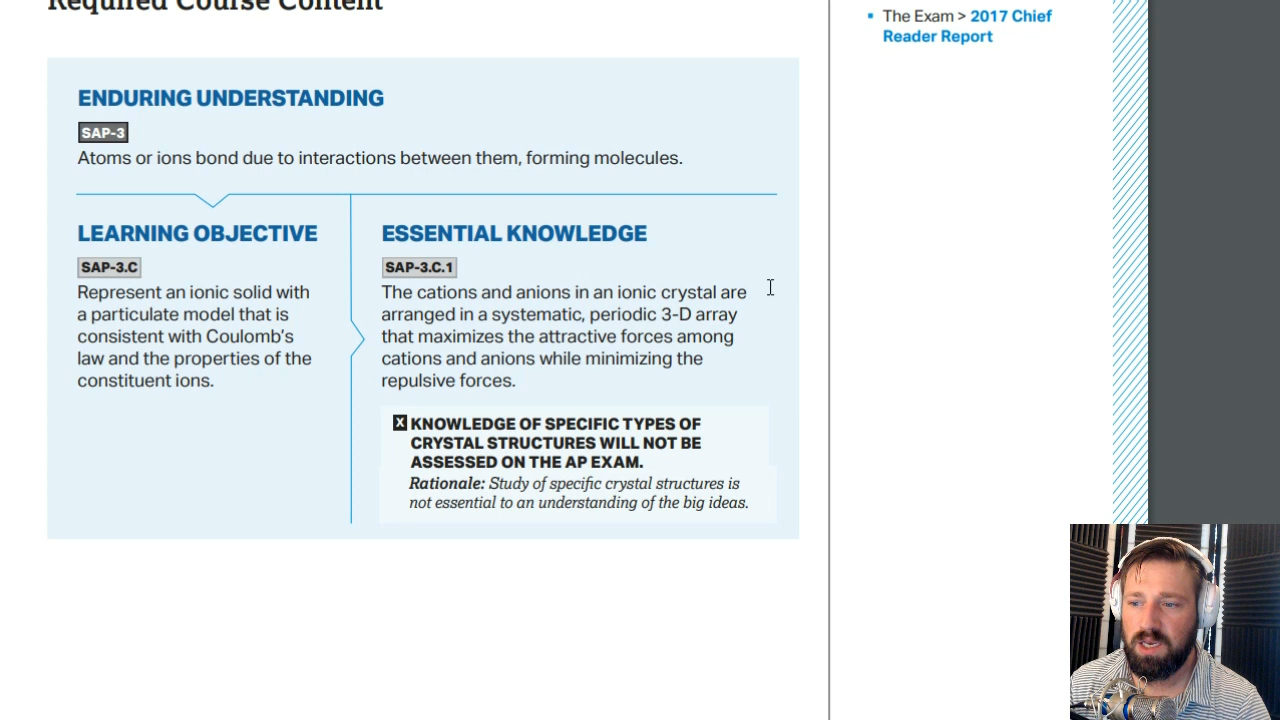 Required Course Content
The Exam > 2017 Chief
Reader Report
ENDURING UNDERSTANDING
SAP-3
Atoms or ions bond due to interactions between them, forming molecules.
LEARNING OBJECTIVE
SAP-3.C
Represent an ionic solid with
a particulate model that is
consistent with Coulomb's
law and the properties of the
constituent ions.
ESSENTIAL KNOWLEDGE
SAP-3.C.1
The cations and anions in an ionic crystal are
arranged in a systematic, periodic 3-D array
that maximizes the attractive forces among
cations and anions while minimizing the
repulsive forces.
X KNOWLEDGE OF SPECIFIC TYPES OF
CRYSTAL STRUCTURES WILL NOT BE
ASSESSED ON THE AP EXAM.
Rationale: Study of specific crystal structures is
not essential to an understanding of the big ideas.